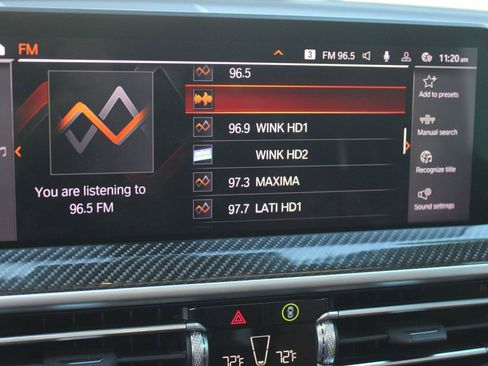 FM
3 FM 96.5
11:20 am
96.5
96.9 WINK HD1
WINK HD2
97.3 MAXIMA
97.7 LATI HD1
You are listening to
96.5 FM
Add to presets
Manual search
Recognize title
Sound settings
72°F 72°F